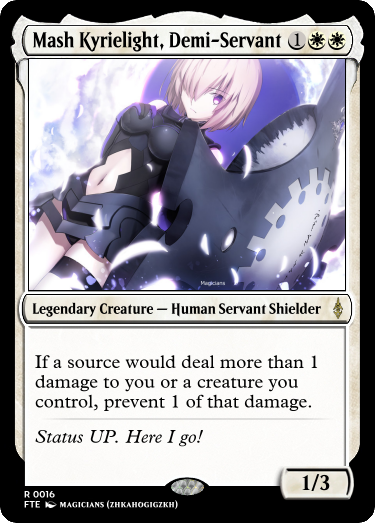 Mash Kyrielight, Demi-Servant 1
Magicians
Legendary Creature — Human Servant Shielder
If a source would deal more than 1
damage to you or a creature you
control, prevent 1 of that damage.
Status UP. Here I go!
1/3
R 0016
FTE MAGICIANS (ZHKAHOGIGZKH)